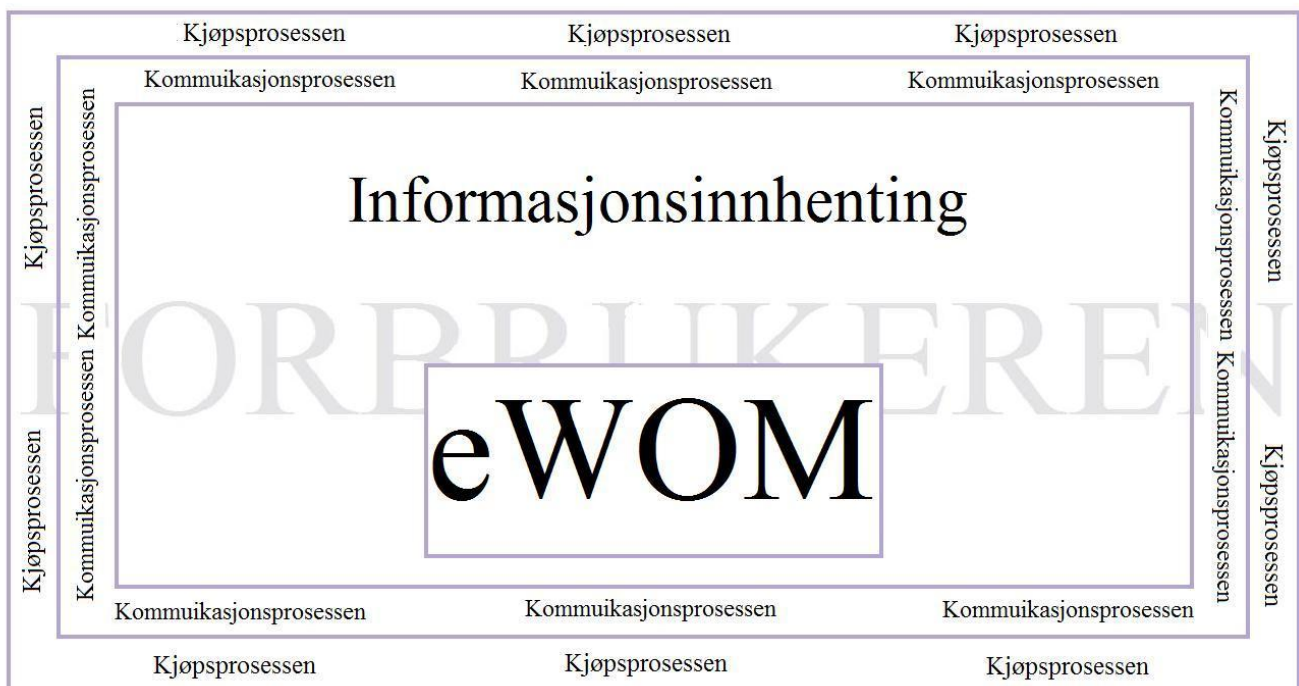 Kjøpsprosessen Kjøpsprosessen Kjøpsprosessen
Kommuikasjonsprosessen Kommuikasjonsprosessen Kommuikasjonsprosessen
Kjøpsprosessen
Kjøpsprosessen
Kommuikasjonsprosessen
Kommuikasjonsprosessen
Informasjonsinnhenting
FORBRUKEREN
eWOM
Kommuikasjonsprosessen
Kommuikasjonsprosessen
Kjøpsprosessen
Kjøpsprosessen
Kommuikasjonsprosessen Kommuikasjonsprosessen Kommuikasjonsprosessen
Kjøpsprosessen Kjøpsprosessen Kjøpsprosessen